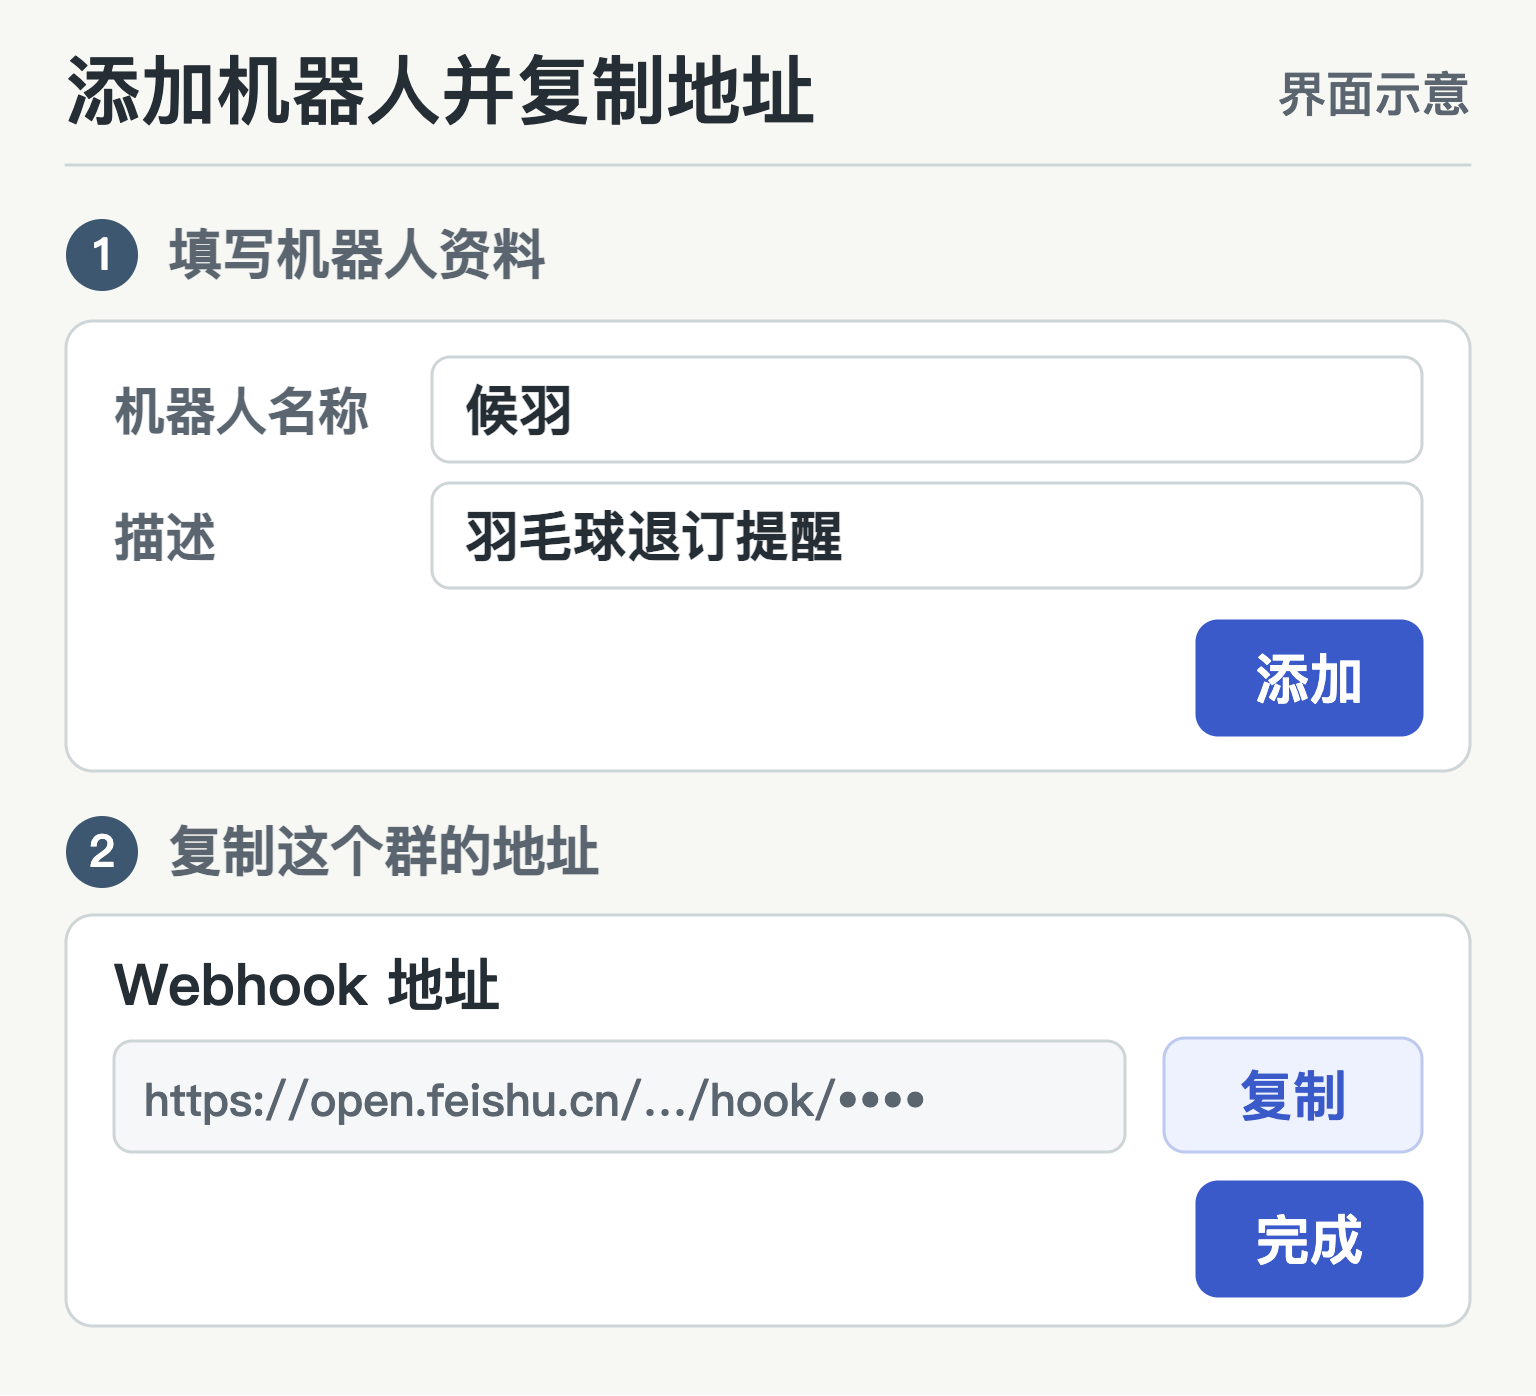 添加机器人并复制地址
界面示意
1 填写机器人资料
机器人名称 候羽
描述 羽毛球退订提醒
添加
2 复制这个群的地址
Webhook 地址
https://open.feishu.cn/.../hook/•••• 复制
完成